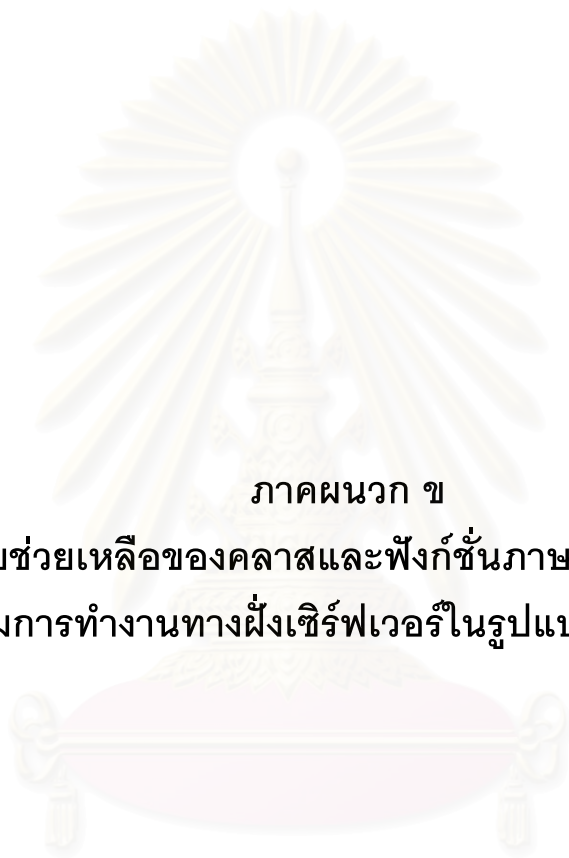 ภาคผนวก ข
ช่วยเหลือของคลาสและฟังก์ชั่นภาษ
การทำงานทางฝั่งเซิร์ฟเวอร์ในรูปแบ